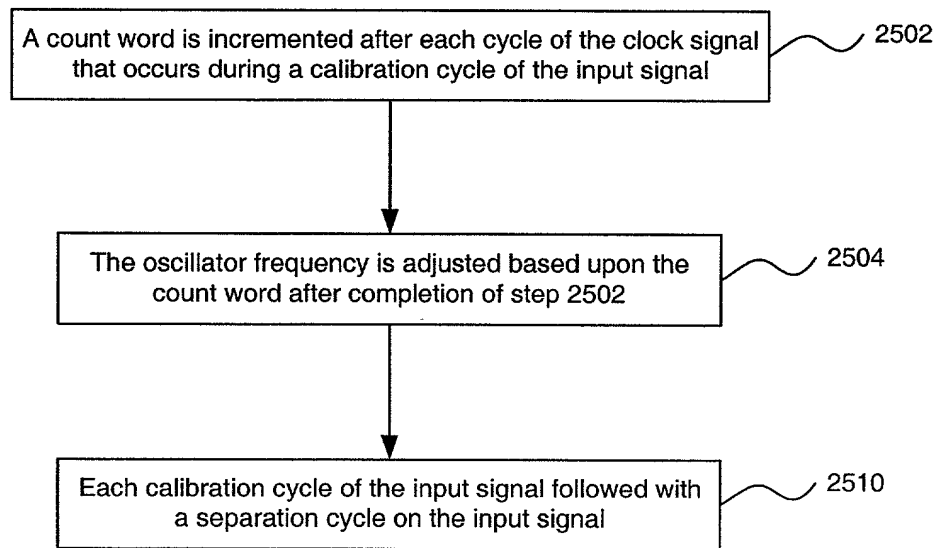 A count word is incremented after each cycle of the clock signal
that occurs during a calibration cycle of the input signal
2502
The oscillator frequency is adjusted based upon the
count word after completion of step 2502
2504
Each calibration cycle of the input signal followed with
a separation cycle on the input signal
2510